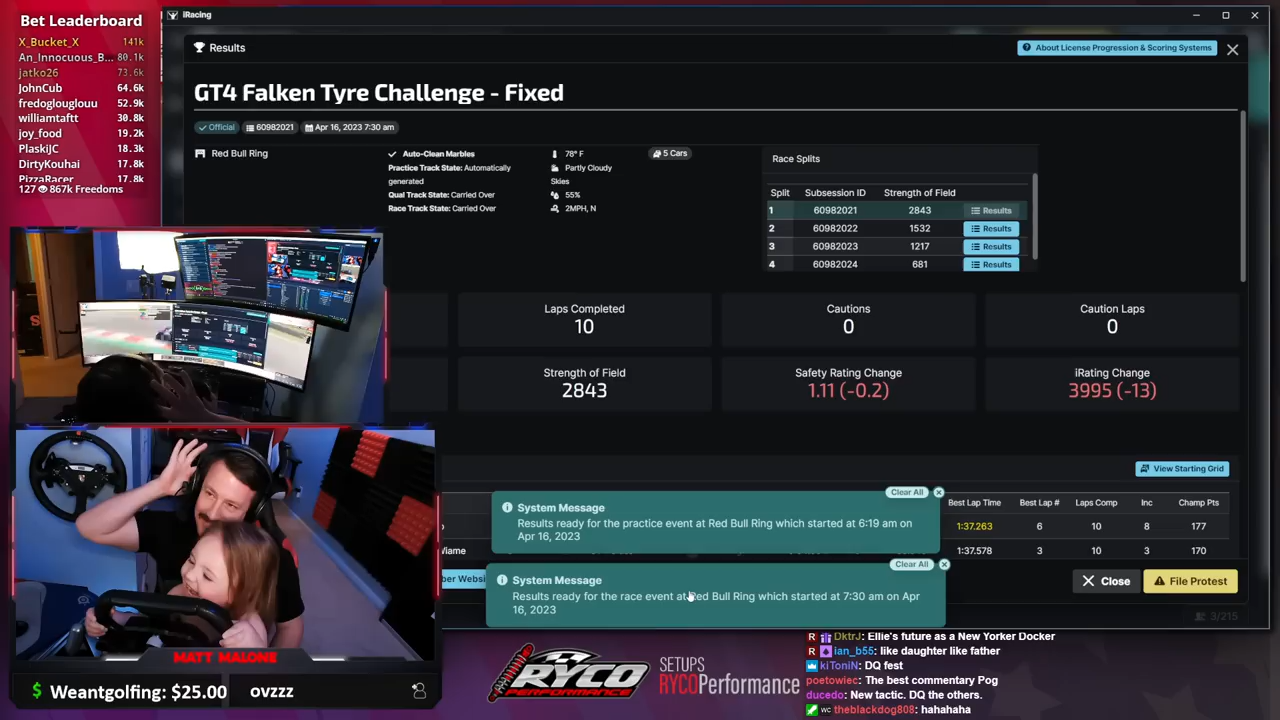 Bet Leaderboard
X_Bucket_X 141k
An_Innocuous_B... 80.1k
jatko26 73.6k
JohnCub 64.6k
fredoglouglouu 52.9k
williamtaftt 30.8k
joy_food 19.2k
PlaskiJC 18.3k
DirtyKouhai 17.8k
PizzaRacer 17.8k
127 867k Freedoms
iRacing
Results
About License Progression & Scoring Systems
GT4 Falken Tyre Challenge - Fixed
Official 60982021 Apr 16, 2023 7:30 am
Red Bull Ring
Auto-Clean Marbles
Practice Track State: Automatically
generated
Qual Track State: Carried Over
Race Track State: Carried Over
78° F
Partly Cloudy
Skies
55%
2MPH, N
5 Cars
Race Splits
Split Subsession ID Strength of Field
1 60982021 2843 Results
2 60982022 1532 Results
3 60982023 1217 Results
4 60982024 681 Results
Laps Completed
10
Cautions
0
Caution Laps
0
Strength of Field
2843
Safety Rating Change
1.11 (-0.2)
iRating Change
3995 (-13)
View Starting Grid
Best Lap Time Best Lap # Laps Comp Inc Champ Pts
1:37.263 6 10 8 177
1:37.578 3 10 3 170
Clear All
System Message
Results ready for the practice event at Red Bull Ring which started at 6:19 am on
Apr 16, 2023
Clear All
System Message
Results ready for the race event at Red Bull Ring which started at 7:30 am on Apr
16, 2023
Close
File Protest
3/215
MATT MALONE
$ Weantgolfing: $25.00
ovzzz
RYCO
PERFORMANCE
SETUPS
RYCOPerformance
R DktrJ: Ellie's future as a New Yorker Docker
R ian_b55: like daughter like father
kiToniN: DQ fest
poetowiec: The best commentary Pog
ducedo: New tactic. DQ the others.
WC theblackdog808: hahahaha